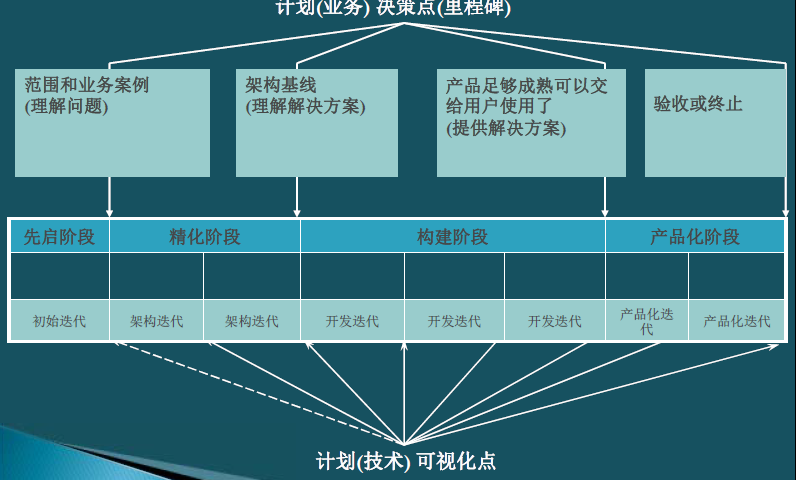 计划(业务) 决策点(里程碑)
范围和业务案例
(理解问题)
架构基线
(理解解决方案)
产品足够成熟可以交
给用户使用了
(提供解决方案)
验收或终止
先启阶段
精化阶段
构建阶段
产品化阶段
初始迭代
架构迭代
架构迭代
开发迭代
开发迭代
开发迭代
产品化迭
代
产品化迭代
计划(技术) 可视化点